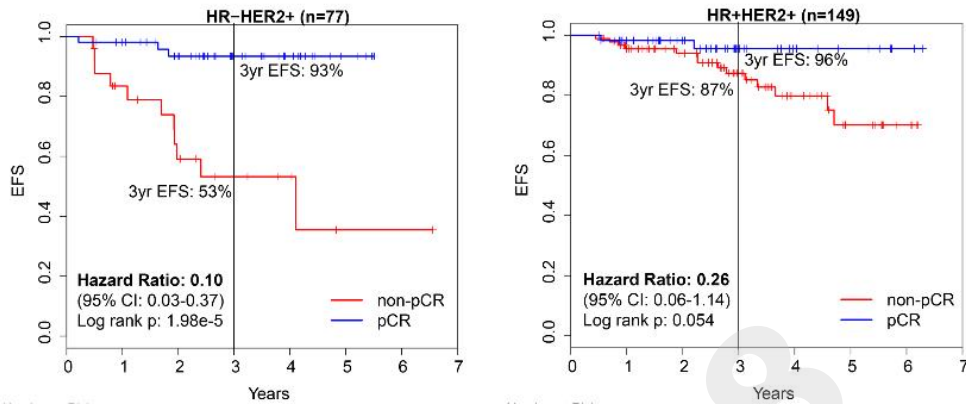 HR−HER2+ (n=77)
1.0
0.8
0.6
0.4
0.2
0.0
EFS
3yr EFS: 93%
3yr EFS: 53%
Hazard Ratio: 0.10
(95% CI: 0.03-0.37)
Log rank p: 1.98e-5
non-pCR
pCR
0 1 2 3 4 5 6 7
Years
HR+HER2+ (n=149)
1.0
0.8
0.6
0.4
0.2
0.0
EFS
3yr EFS: 96%
3yr EFS: 87%
Hazard Ratio: 0.26
(95% CI: 0.06-1.14)
Log rank p: 0.054
non-pCR
pCR
0 1 2 3 4 5 6 7
Years